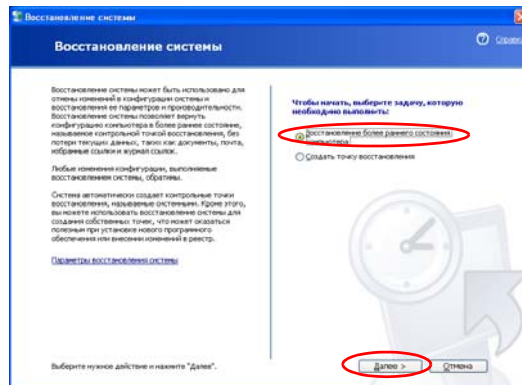 Восстановление системы
Восстановление системы
Справка
Восстановление системы может быть использовано для
отмены изменений в конфигурации системы и
восстановления ее параметров и производительности.
Восстановление системы позволяет вернуть
конфигурацию компьютера в более раннее состояние,
называемое контрольной точкой восстановления, без
потери текущих данных, таких как документы, почта,
избранные ссылки и журнал ссылок.
Любые изменения конфигурации, выполняемые
восстановлением системы, обратимы.
Система автоматически создает контрольные точки
восстановления, называемые системными. Кроме этого,
вы можете использовать восстановление системы для
создания собственных точек, что может оказаться
полезным при установке нового программного
обеспечения или внесении изменений в реестр.
Параметры восстановления системы
Чтобы начать, выберите задачу, которую
необходимо выполнить:
Восстановление более раннего состояния
компьютера
Создать точку восстановления
Выберите нужное действие и нажмите "Далее".
Далее >
Отмена